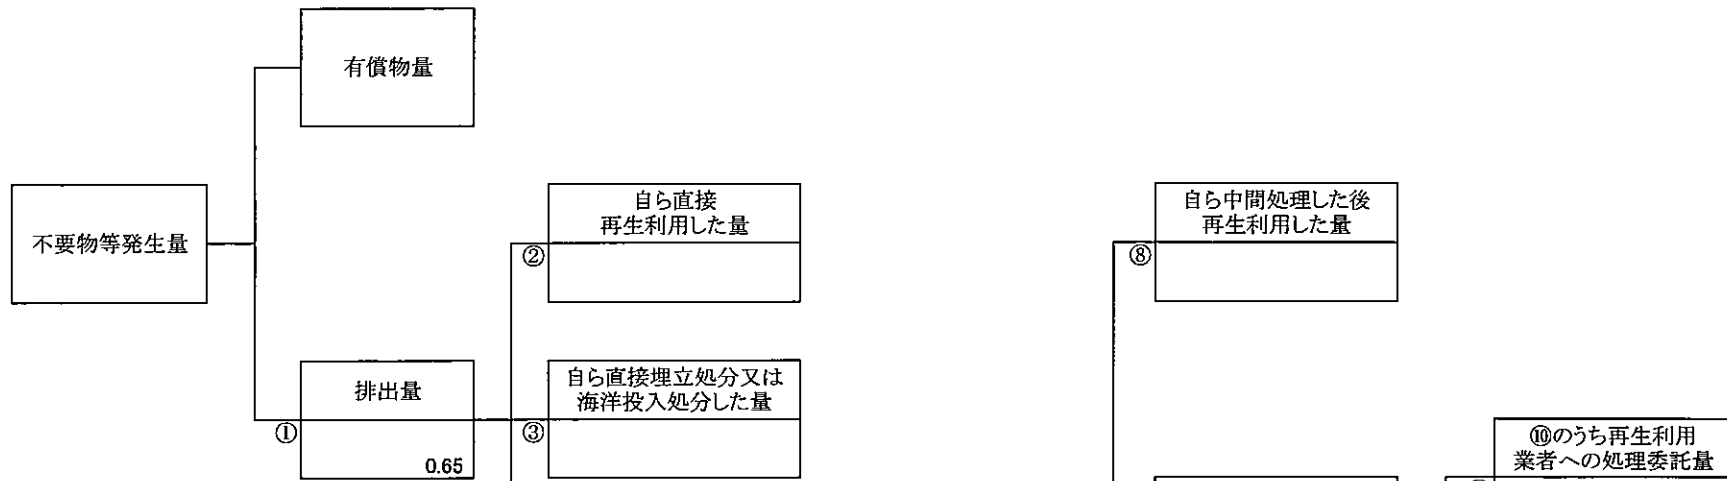 有償物量
不要物等発生量
自ら直接
再生利用した量
②
自ら中間処理した後
再生利用した量
⑧
排出量
①
0.65
自ら直接埋立処分又は
海洋投入処分した量
③
⑩のうち再生利用
業者への処理委託量